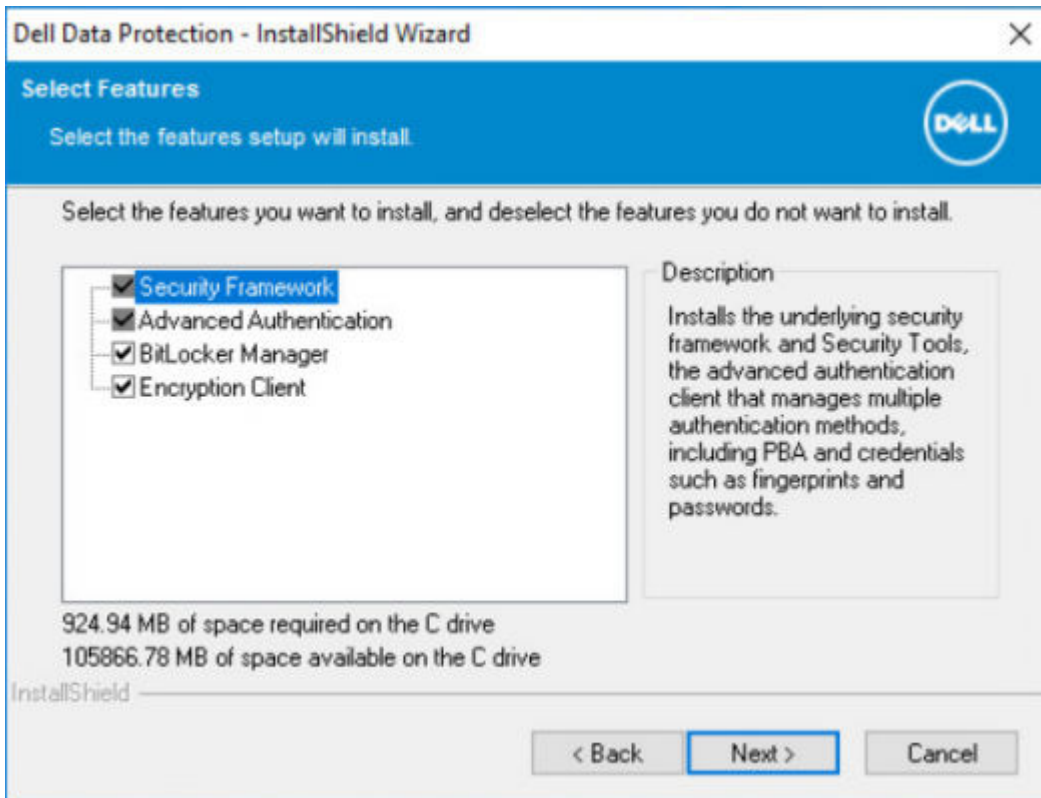 Dell Data Protection - InstallShield Wizard
Select Features
Select the features setup will install.
DELL
Select the features you want to install, and deselect the features you do not want to install.
Security Framework
Advanced Authentication
BitLocker Manager
Encryption Client
Description
Installs the underlying security
framework and Security Tools,
the advanced authentication
client that manages multiple
authentication methods,
including PBA and credentials
such as fingerprints and
passwords.
924.94 MB of space required on the C drive
105866.78 MB of space available on the C drive
InstallShield
< Back
Next >
Cancel